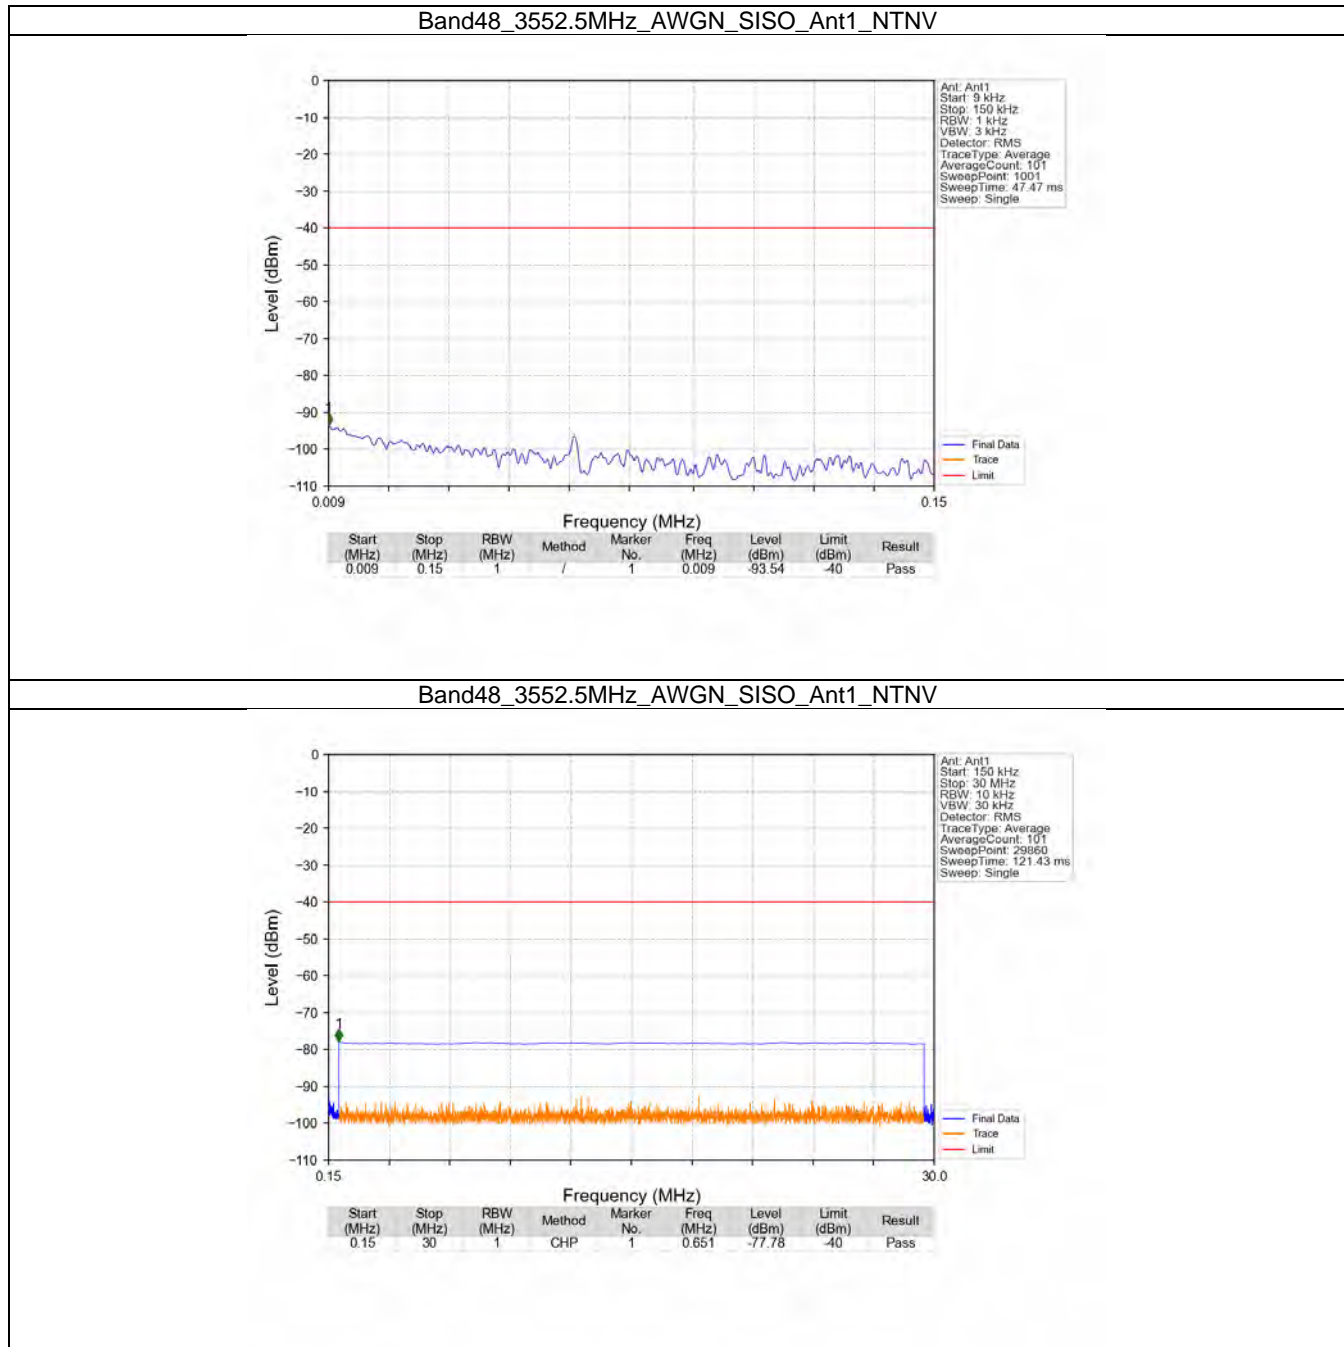 Band48_3552.5MHz_AWGN_SISO_Ant1_NTNV
Ant: Ant1
Start: 9 kHz
Stop: 150 kHz
RBW: 1 kHz
VBW: 3 kHz
Detector: RMS
TraceType: Average
AverageCount: 101
SweepPoint: 1001
SweepTime: 47.47 ms
Sweep: Single
0
−10
−20
−30
−40
−50
−60
−70
−80
−90
−100
−110
Level (dBm)
1
Final Data
Trace
Limit
0.009 0.15
Frequency (MHz)
Start (MHz) Stop (MHz) RBW (MHz) Method Marker No. Freq (MHz) Level (dBm) Limit (dBm) Result
0.009 0.15 1 / 1 0.009 -93.54 -40 Pass
Band48_3552.5MHz_AWGN_SISO_Ant1_NTNV
Ant: Ant1
Start: 150 kHz
Stop: 30 MHz
RBW: 10 kHz
VBW: 30 kHz
Detector: RMS
TraceType: Average
AverageCount: 101
SweepPoint: 29860
SweepTime: 121.43 ms
Sweep: Single
0
−10
−20
−30
−40
−50
−60
−70
−80
−90
−100
−110
Level (dBm)
1
Final Data
Trace
Limit
0.15 30.0
Frequency (MHz)
Start (MHz) Stop (MHz) RBW (MHz) Method Marker No. Freq (MHz) Level (dBm) Limit (dBm) Result
0.15 30 1 CHP 1 0.651 -77.78 -40 Pass